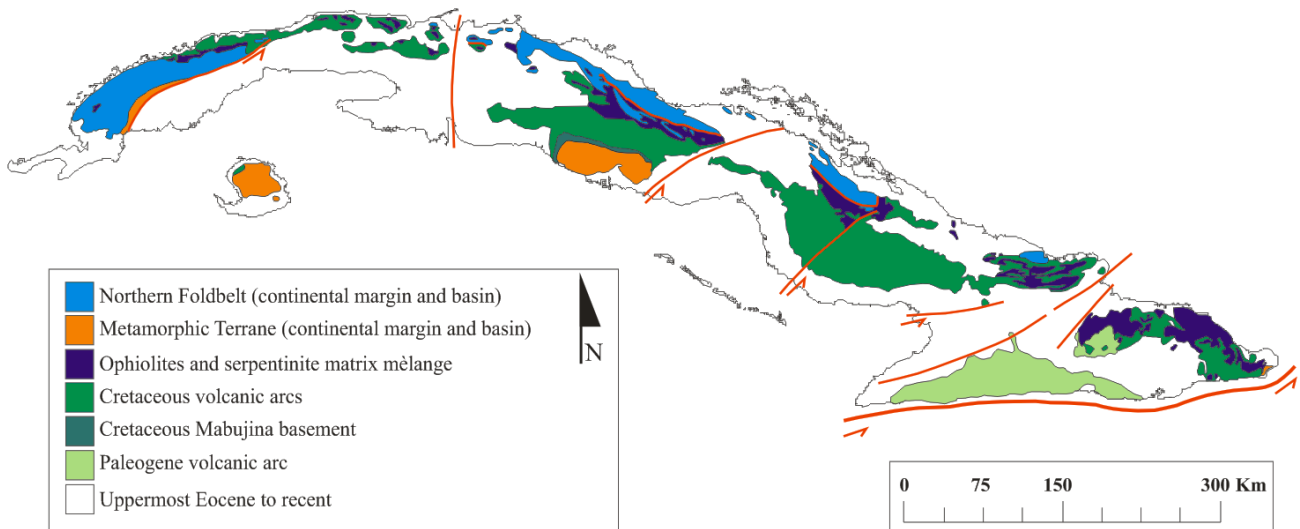 Northern Foldbelt (continental margin and basin)
Metamorphic Terrane (continental margin and basin)
Ophiolites and serpentinite matrix mèlange
Cretaceous volcanic arcs
Cretaceous Mabujina basement
Paleogene volcanic arc
Uppermost Eocene to recent
N
0 75 150 300 Km